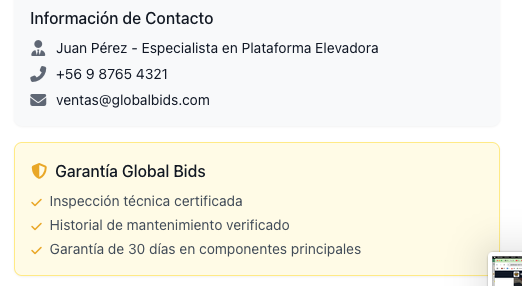 Información de Contacto
Juan Pérez - Especialista en Plataforma Elevadora
+56 9 8765 4321
ventas@globalbids.com
Garantía Global Bids
Inspección técnica certificada
Historial de mantenimiento verificado
Garantía de 30 días en componentes principales